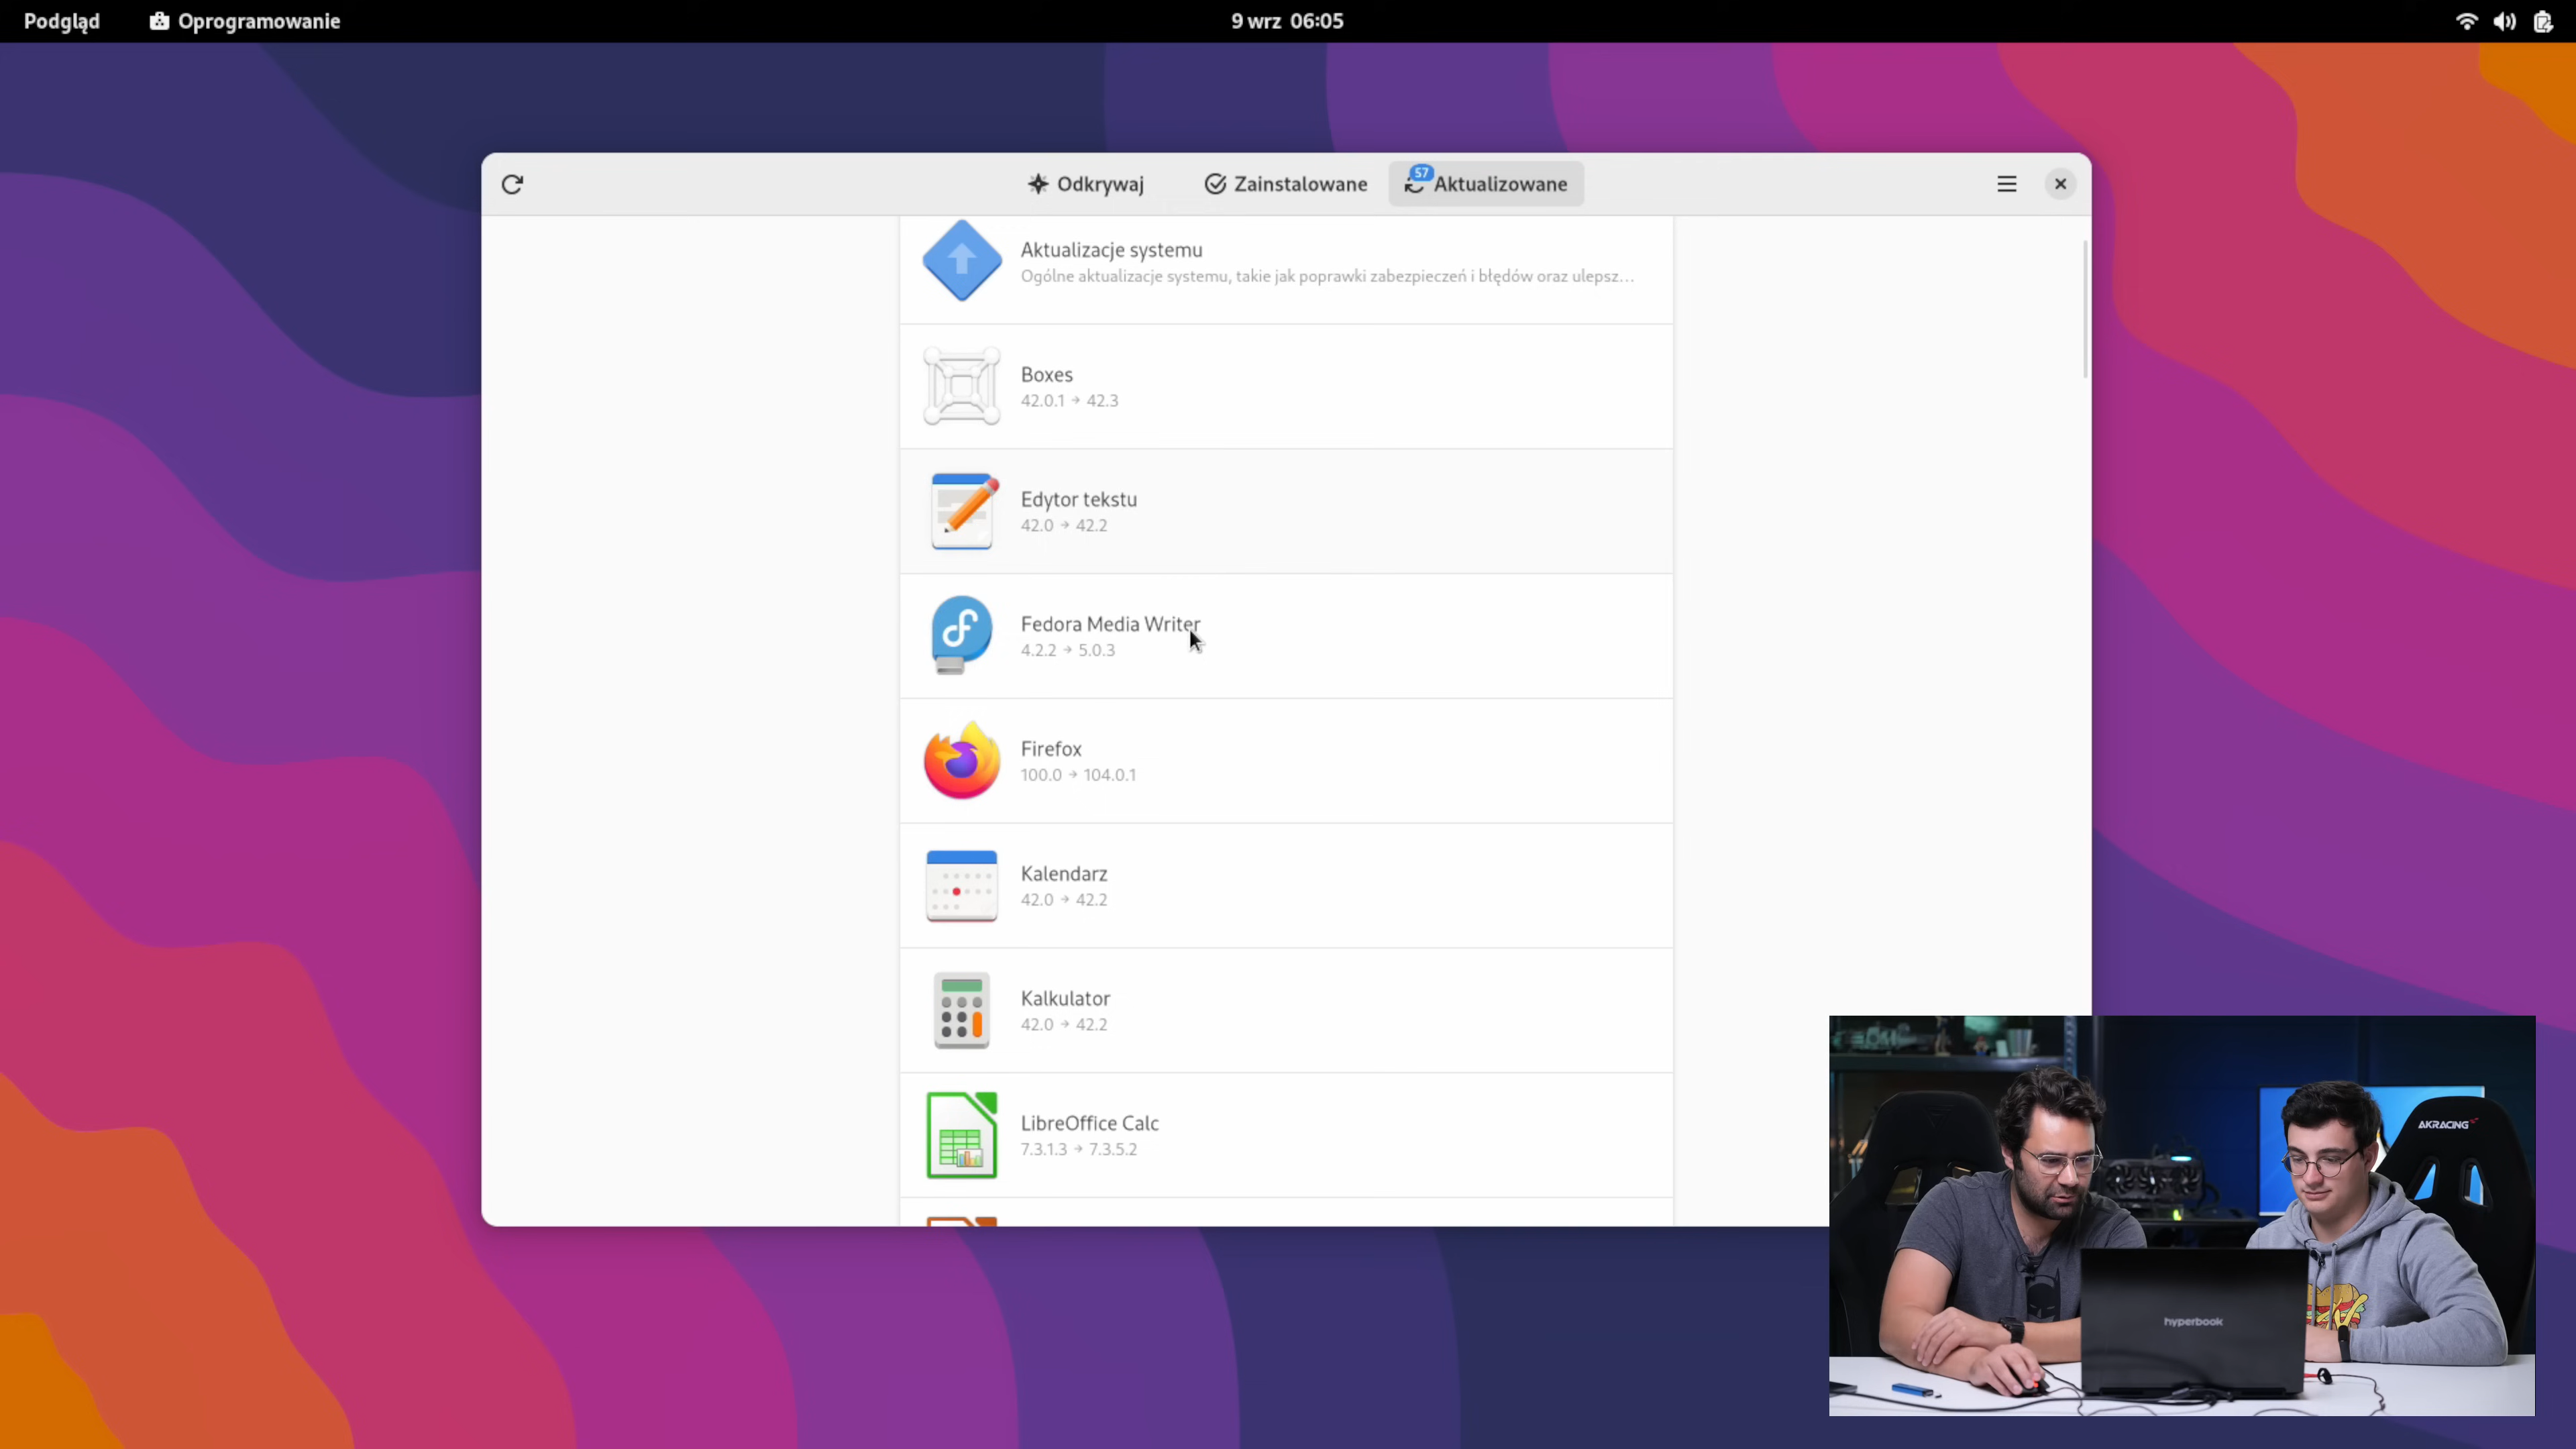 Podgląd
Oprogramowanie
9 wrz 06:05
Odkrywaj
Zainstalowane
57
Aktualizowane
Aktualizacje systemu
Ogólne aktualizacje systemu, takie jak poprawki zabezpieczeń i błędów oraz ulepsz…
Boxes
42.0.1 → 42.3
Edytor tekstu
42.0 → 42.2
Fedora Media Writer
4.2.2 → 5.0.3
Firefox
100.0 → 104.0.1
Kalendarz
42.0 → 42.2
Kalkulator
42.0 → 42.2
LibreOffice Calc
7.3.1.3 → 7.3.5.2
AKRACING
hyperbook